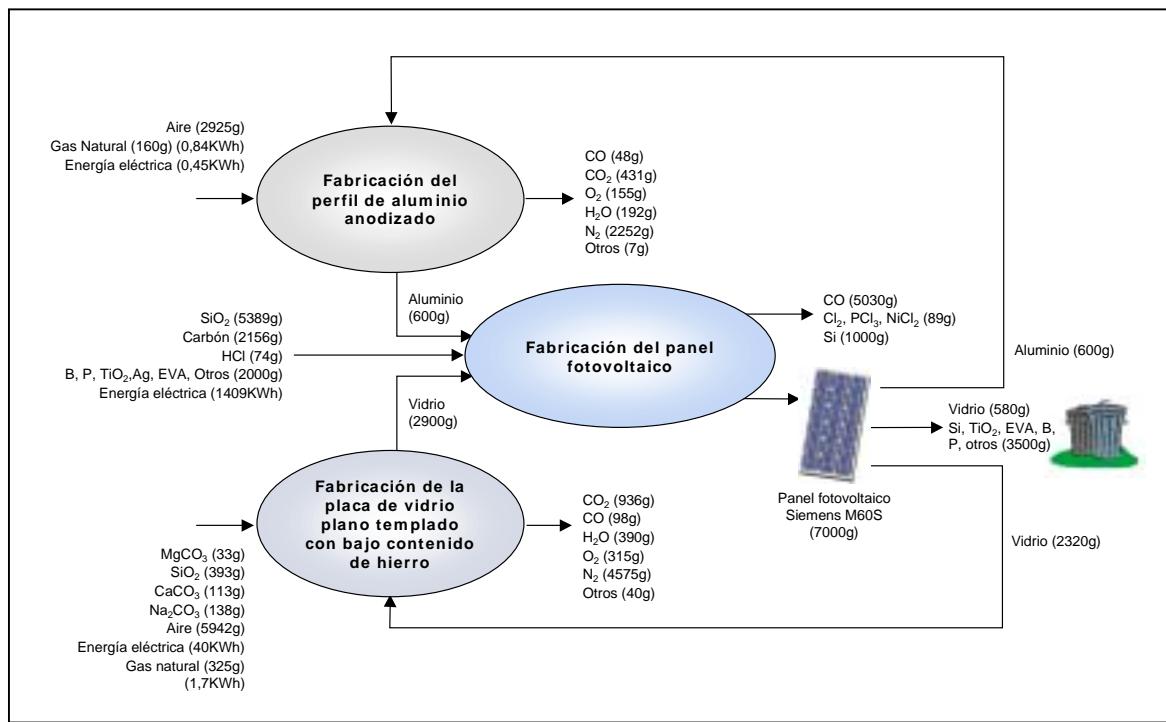 Aire (2925g)
Gas Natural (160g) (0,84KWh)
Energía eléctrica (0,45KWh)
Fabricación del
perfil de aluminio
anodizado
CO (48g)
CO₂ (431g)
O₂ (155g)
H₂O (192g)
N₂ (2252g)
Otros (7g)
Aluminio
(600g)
SiO₂ (5389g)
Carbón (2156g)
HCl (74g)
B, P, TiO₂,Ag, EVA, Otros (2000g)
Energía eléctrica (1409KWh)
Fabricación del panel
fotovoltaico
CO (5030g)
Cl₂, PCl₃, NiCl₂ (89g)
Si (1000g)
Aluminio (600g)
Vidrio
(2900g)
Vidrio (580g)
Si, TiO₂, EVA, B,
P, otros (3500g)
Panel fotovoltaico
Siemens M60S
(7000g)
Vidrio (2320g)
Fabricación de la
placa de vidrio
plano templado
con bajo contenido
de hierro
CO₂ (936g)
CO (98g)
H₂O (390g)
O₂ (315g)
N₂ (4575g)
Otros (40g)
MgCO₃ (33g)
SiO₂ (393g)
CaCO₃ (113g)
Na₂CO₃ (138g)
Aire (5942g)
Energía eléctrica (40KWh)
Gas natural (325g)
(1,7KWh)